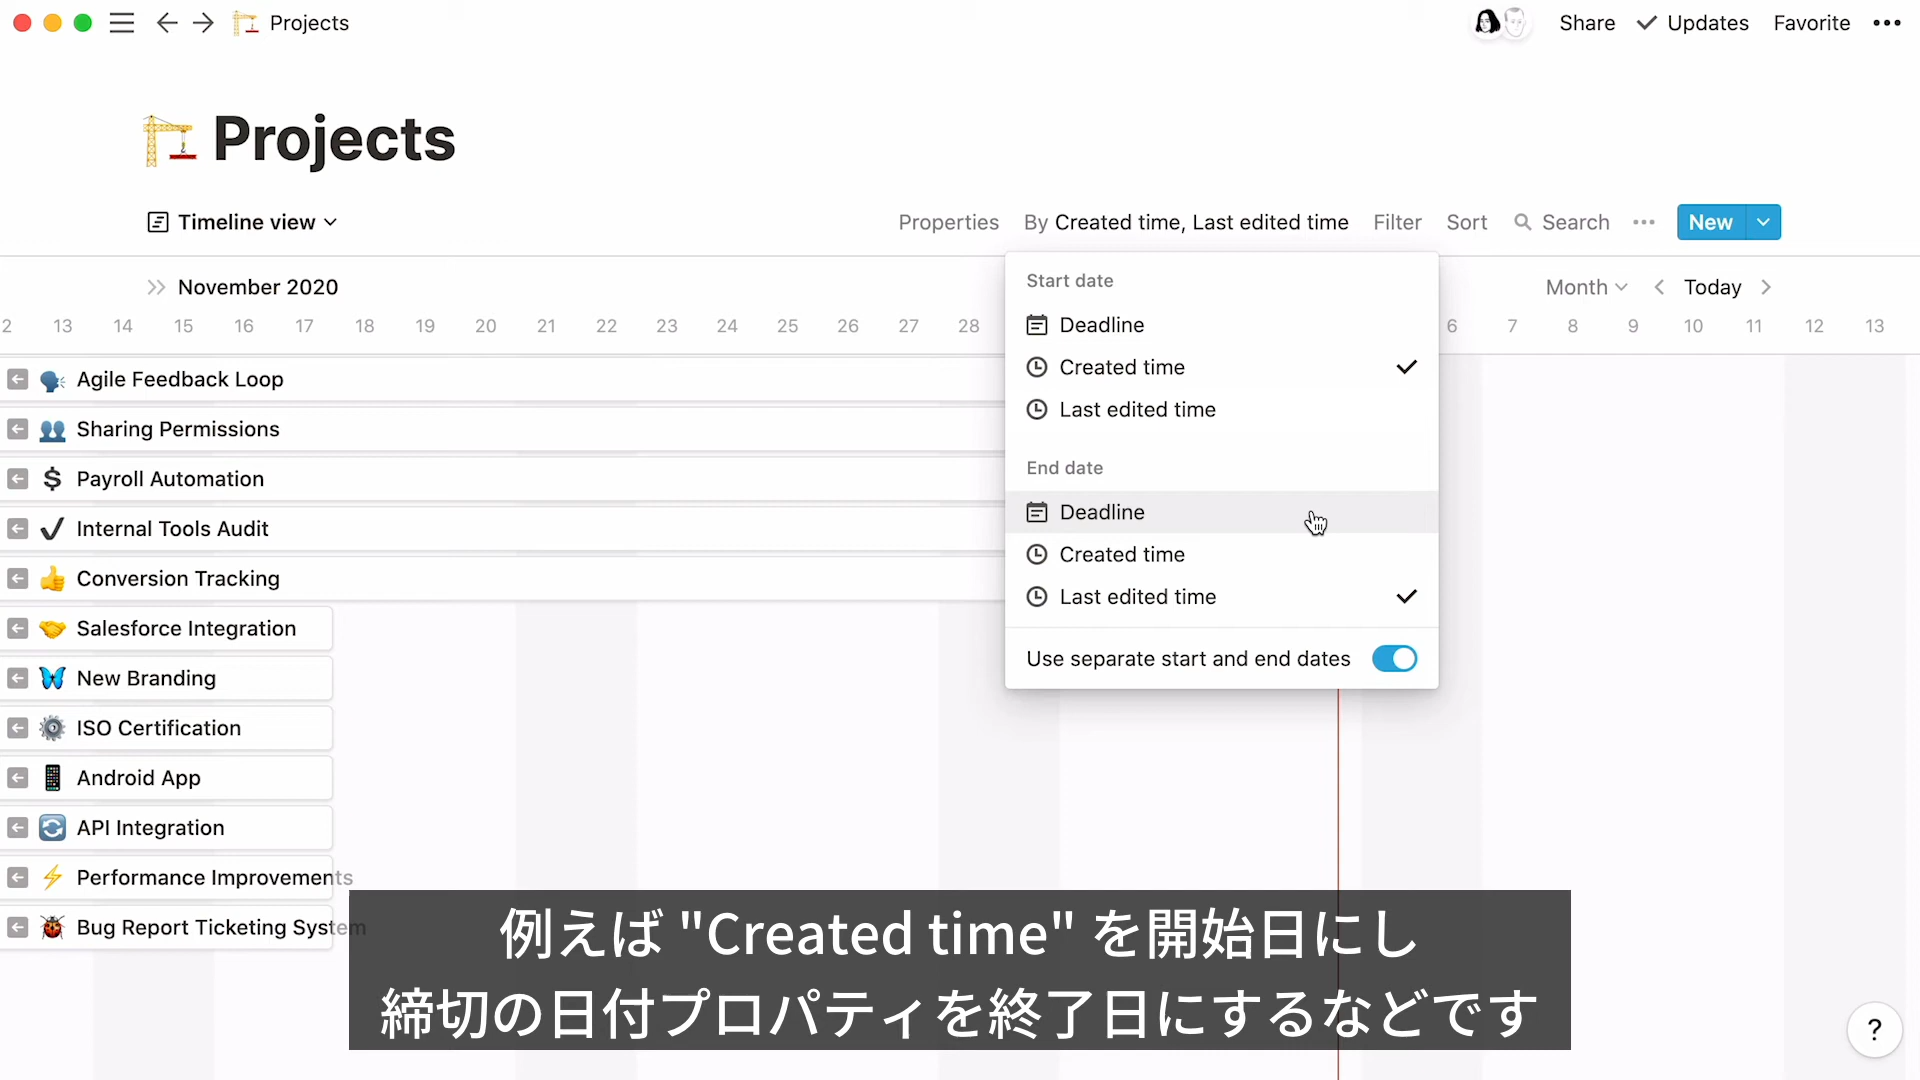 Projects
Share
Updates
Favorite
Projects
Timeline view
Properties
By Created time, Last edited time
Filter
Sort
Search
New
November 2020
Month
Today
2 13 14 15 16 17 18 19 20 21 22 23 24 25 26 27 28 6 7 8 9 10 11 12 13
Agile Feedback Loop
Sharing Permissions
Payroll Automation
Internal Tools Audit
Conversion Tracking
Salesforce Integration
New Branding
ISO Certification
Android App
API Integration
Performance Improvements
Bug Report Ticketing System
Start date
Deadline
Created time
Last edited time
End date
Deadline
Created time
Last edited time
Use separate start and end dates
例えば "Created time" を開始日にし
締切の日付プロパティを終了日にするなどです
?